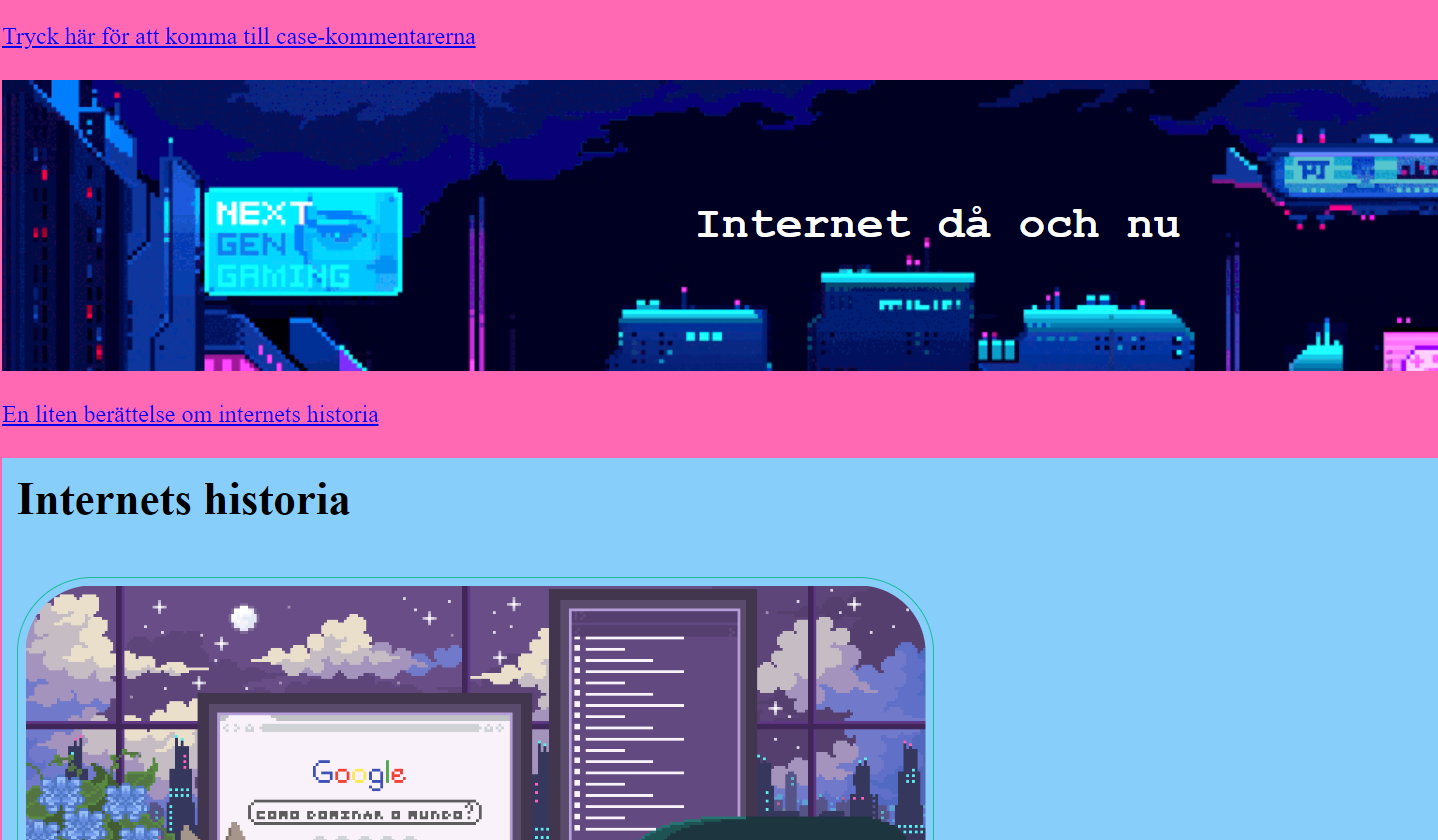 Tryck här för att komma till case-kommentarerna
NEXT
GEN
GAMING
Internet då och nu
En liten berättelse om internets historia
Internets historia
Google
COMO DOMINAR O MUNDO?